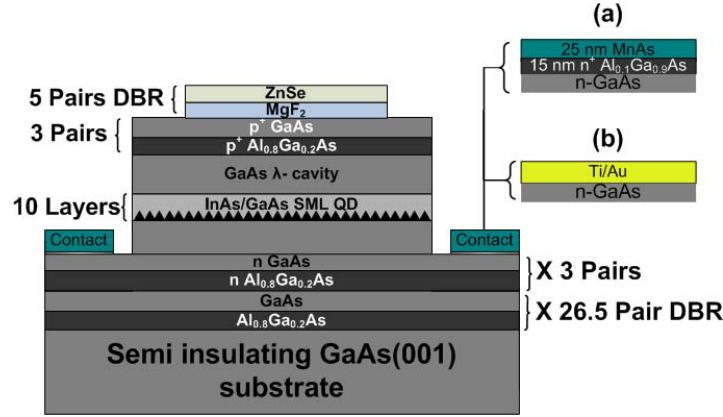 (a)
25 nm MnAs
15 nm n⁺ Al₀.₁Ga₀.₉As
n-GaAs
(b)
Ti/Au
n-GaAs
5 Pairs DBR
ZnSe
MgF₂
3 Pairs
p⁺ GaAs
p⁺ Al₀.₈Ga₀.₂As
GaAs λ- cavity
10 Layers
InAs/GaAs SML QD
Contact
Contact
n GaAs
n Al₀.₈Ga₀.₂As
X 3 Pairs
GaAs
Al₀.₈Ga₀.₂As
X 26.5 Pair DBR
Semi insulating GaAs(001)
substrate